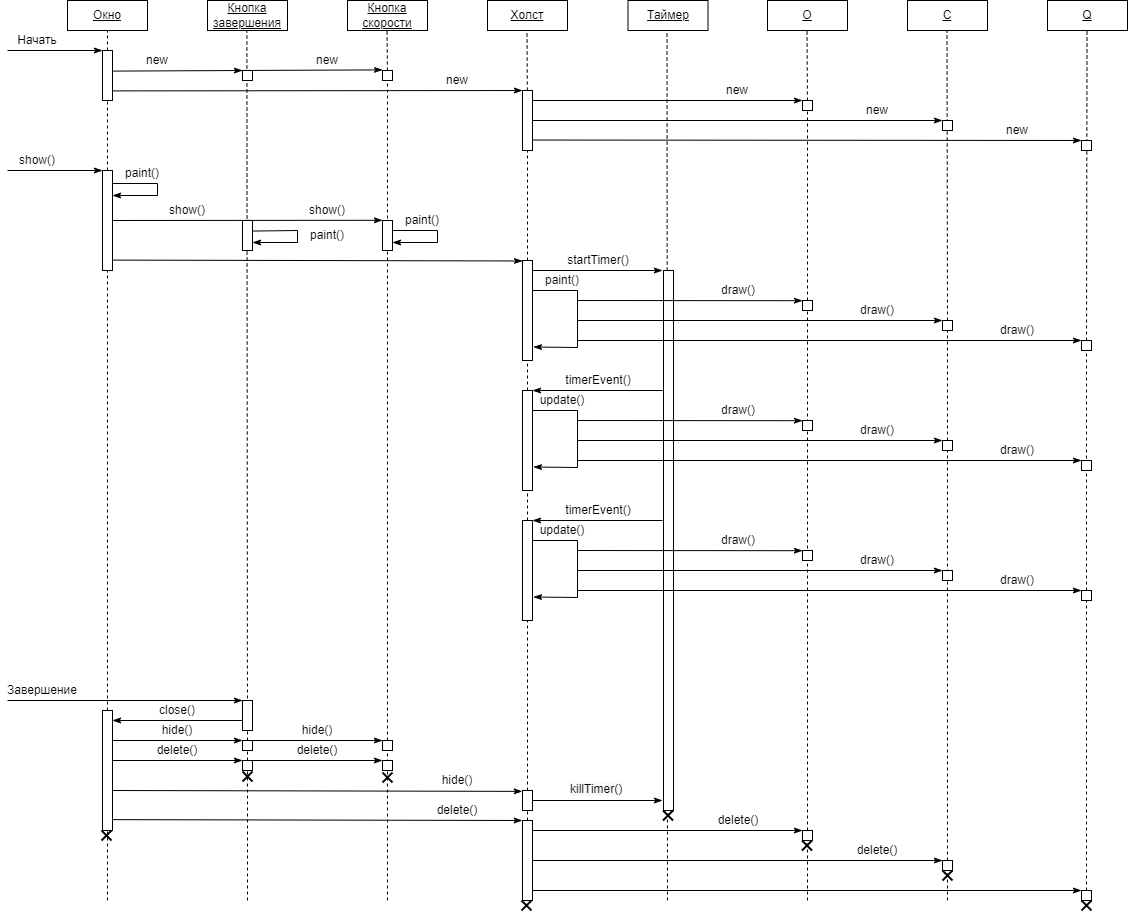 Окно
Кнопка
завершения
Кнопка
скорости
Холст
Таймер
O
C
Q
Начать
new
new
new
new
new
new
show()
paint()
show()
show()
paint()
paint()
startTimer()
paint()
draw()
draw()
draw()
timerEvent()
update()
draw()
draw()
draw()
timerEvent()
update()
draw()
draw()
draw()
Завершение
close()
hide()
hide()
delete()
delete()
hide()
killTimer()
delete()
delete()
delete()